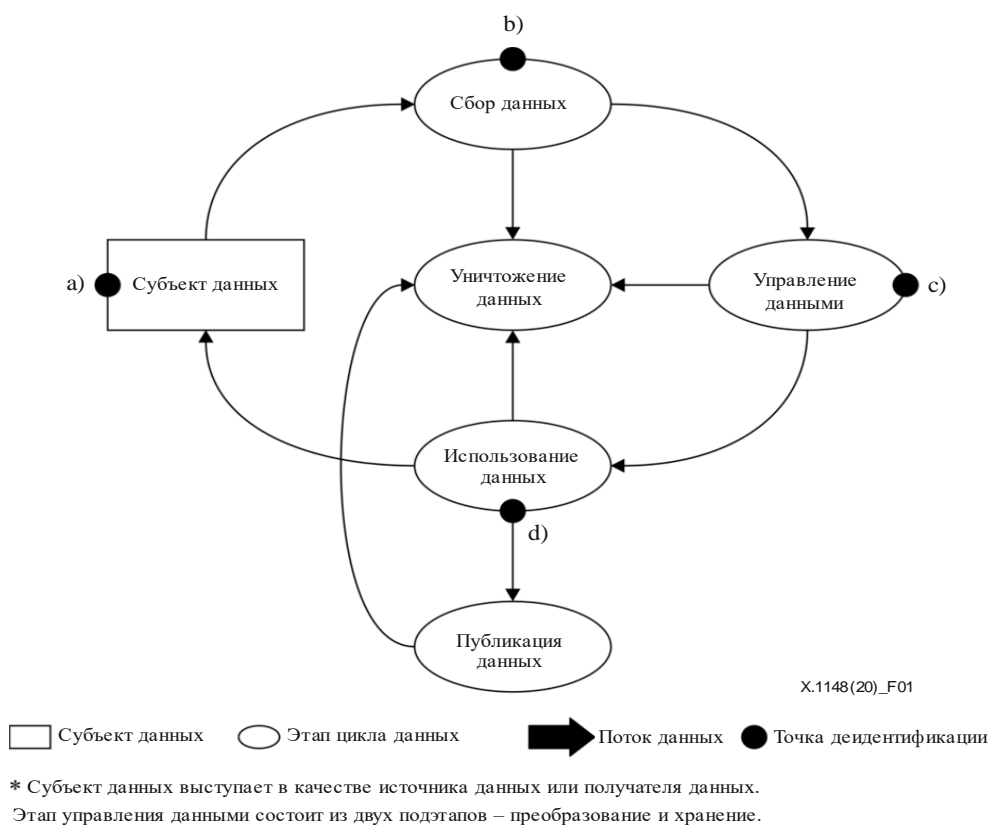 b)
Сбор данных
a)
Субъект данных
Уничтожение
данных
Управление
данными
c)
Использование
данных
d)
Публикация
данных
X.1148(20)_F01
Субъект данных
Этап цикла данных
Поток данных
Точка деидентификации
* Субъект данных выступает в качестве источника данных или получателя данных.
Этап управления данными состоит из двух подэтапов – преобразование и хранение.